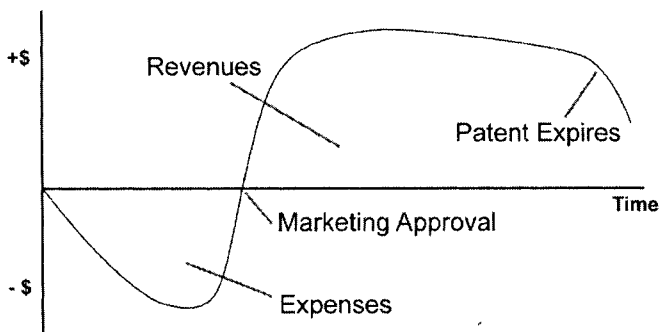 +$
Revenues
Patent Expires
Time
Marketing Approval
- $
Expenses